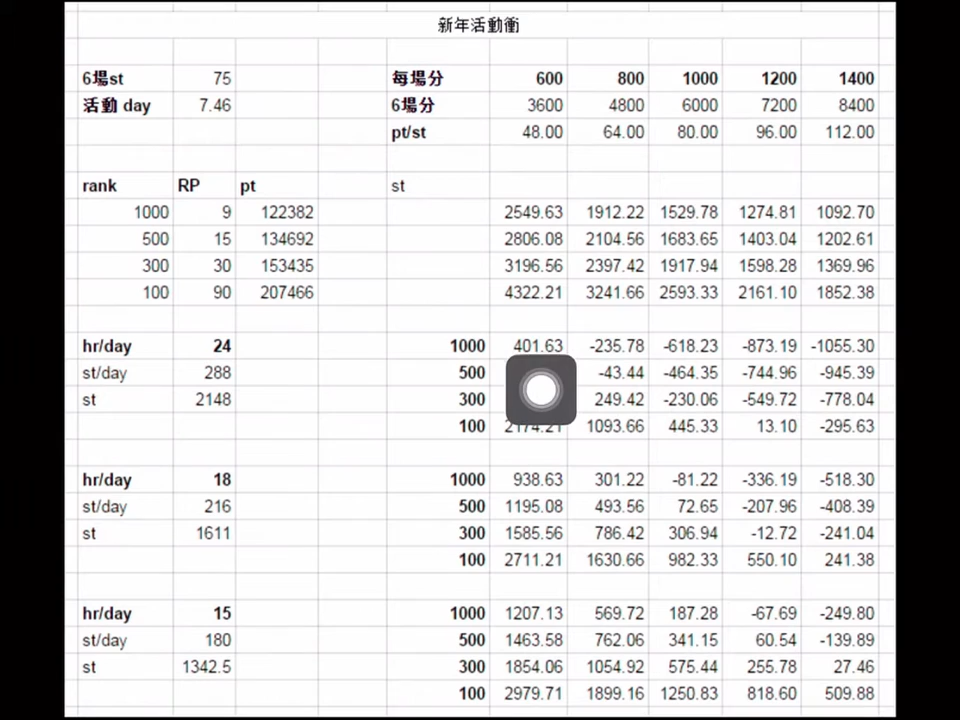 新年活動衝
6場st 75 每場分 600 800 1000 1200 1400
活動 day 7.46 6場分 3600 4800 6000 7200 8400
pt/st 48.00 64.00 80.00 96.00 112.00
rank RP pt st
1000 9 122382 2549.63 1912.22 1529.78 1274.81 1092.70
500 15 134692 2806.08 2104.56 1683.65 1403.04 1202.61
300 30 153435 3196.56 2397.42 1917.94 1598.28 1369.96
100 90 207466 4322.21 3241.66 2593.33 2161.10 1852.38
hr/day 24 1000 401.63 -235.78 -618.23 -873.19 -1055.30
st/day 288 500 -43.44 -464.35 -744.96 -945.39
st 2148 300 249.42 -230.06 -549.72 -778.04
100 2174.21 1093.66 445.33 13.10 -295.63
hr/day 18 1000 938.63 301.22 -81.22 -336.19 -518.30
st/day 216 500 1195.08 493.56 72.65 -207.96 -408.39
st 1611 300 1585.56 786.42 306.94 -12.72 -241.04
100 2711.21 1630.66 982.33 550.10 241.38
hr/day 15 1000 1207.13 569.72 187.28 -67.69 -249.80
st/day 180 500 1463.58 762.06 341.15 60.54 -139.89
st 1342.5 300 1854.06 1054.92 575.44 255.78 27.46
100 2979.71 1899.16 1250.83 818.60 509.88